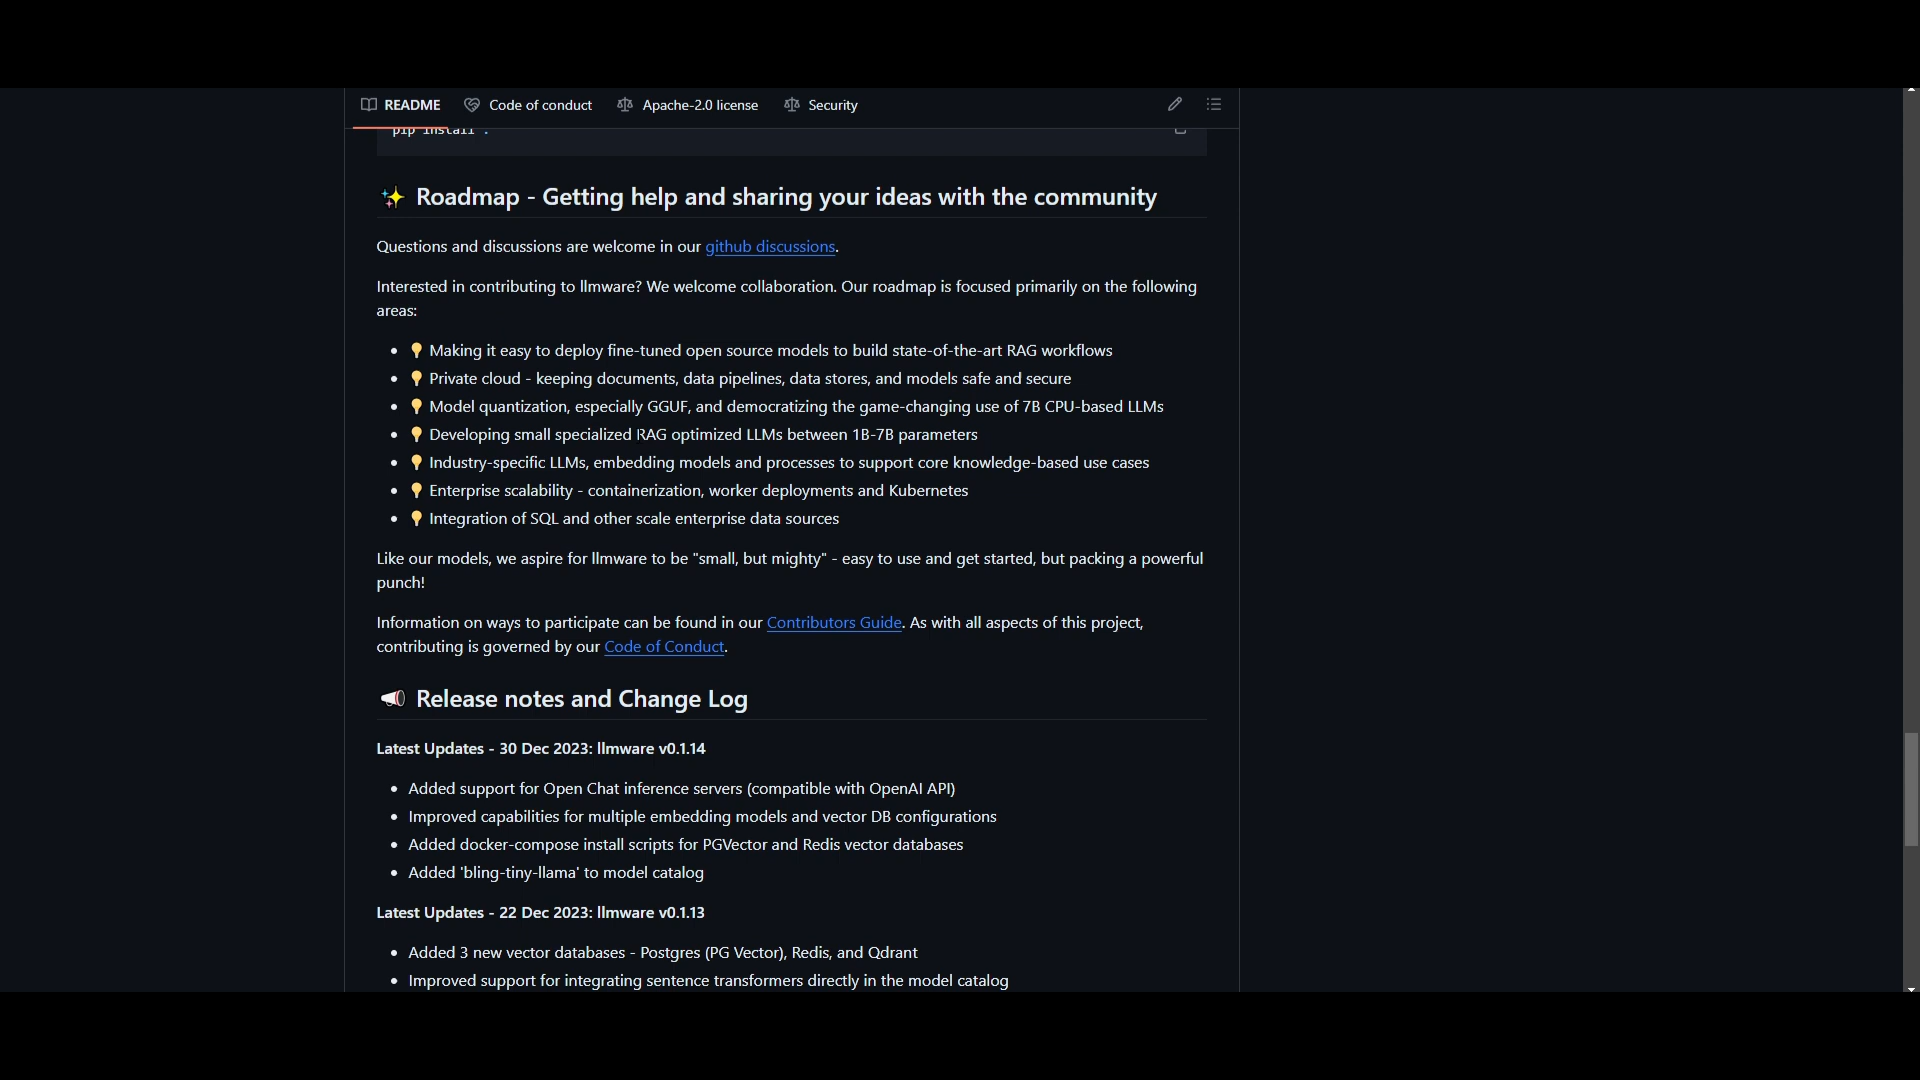 README Code of conduct Apache-2.0 license Security
pip install .
✨ Roadmap - Getting help and sharing your ideas with the community
Questions and discussions are welcome in our github discussions.
Interested in contributing to llmware? We welcome collaboration. Our roadmap is focused primarily on the following
areas:
• 💡 Making it easy to deploy fine-tuned open source models to build state-of-the-art RAG workflows
• 💡 Private cloud - keeping documents, data pipelines, data stores, and models safe and secure
• 💡 Model quantization, especially GGUF, and democratizing the game-changing use of 7B CPU-based LLMs
• 💡 Developing small specialized RAG optimized LLMs between 1B-7B parameters
• 💡 Industry-specific LLMs, embedding models and processes to support core knowledge-based use cases
• 💡 Enterprise scalability - containerization, worker deployments and Kubernetes
• 💡 Integration of SQL and other scale enterprise data sources
Like our models, we aspire for llmware to be "small, but mighty" - easy to use and get started, but packing a powerful
punch!
Information on ways to participate can be found in our Contributors Guide. As with all aspects of this project,
contributing is governed by our Code of Conduct.
📣 Release notes and Change Log
Latest Updates - 30 Dec 2023: llmware v0.1.14
• Added support for Open Chat inference servers (compatible with OpenAI API)
• Improved capabilities for multiple embedding models and vector DB configurations
• Added docker-compose install scripts for PGVector and Redis vector databases
• Added 'bling-tiny-llama' to model catalog
Latest Updates - 22 Dec 2023: llmware v0.1.13
• Added 3 new vector databases - Postgres (PG Vector), Redis, and Qdrant
• Improved support for integrating sentence transformers directly in the model catalog